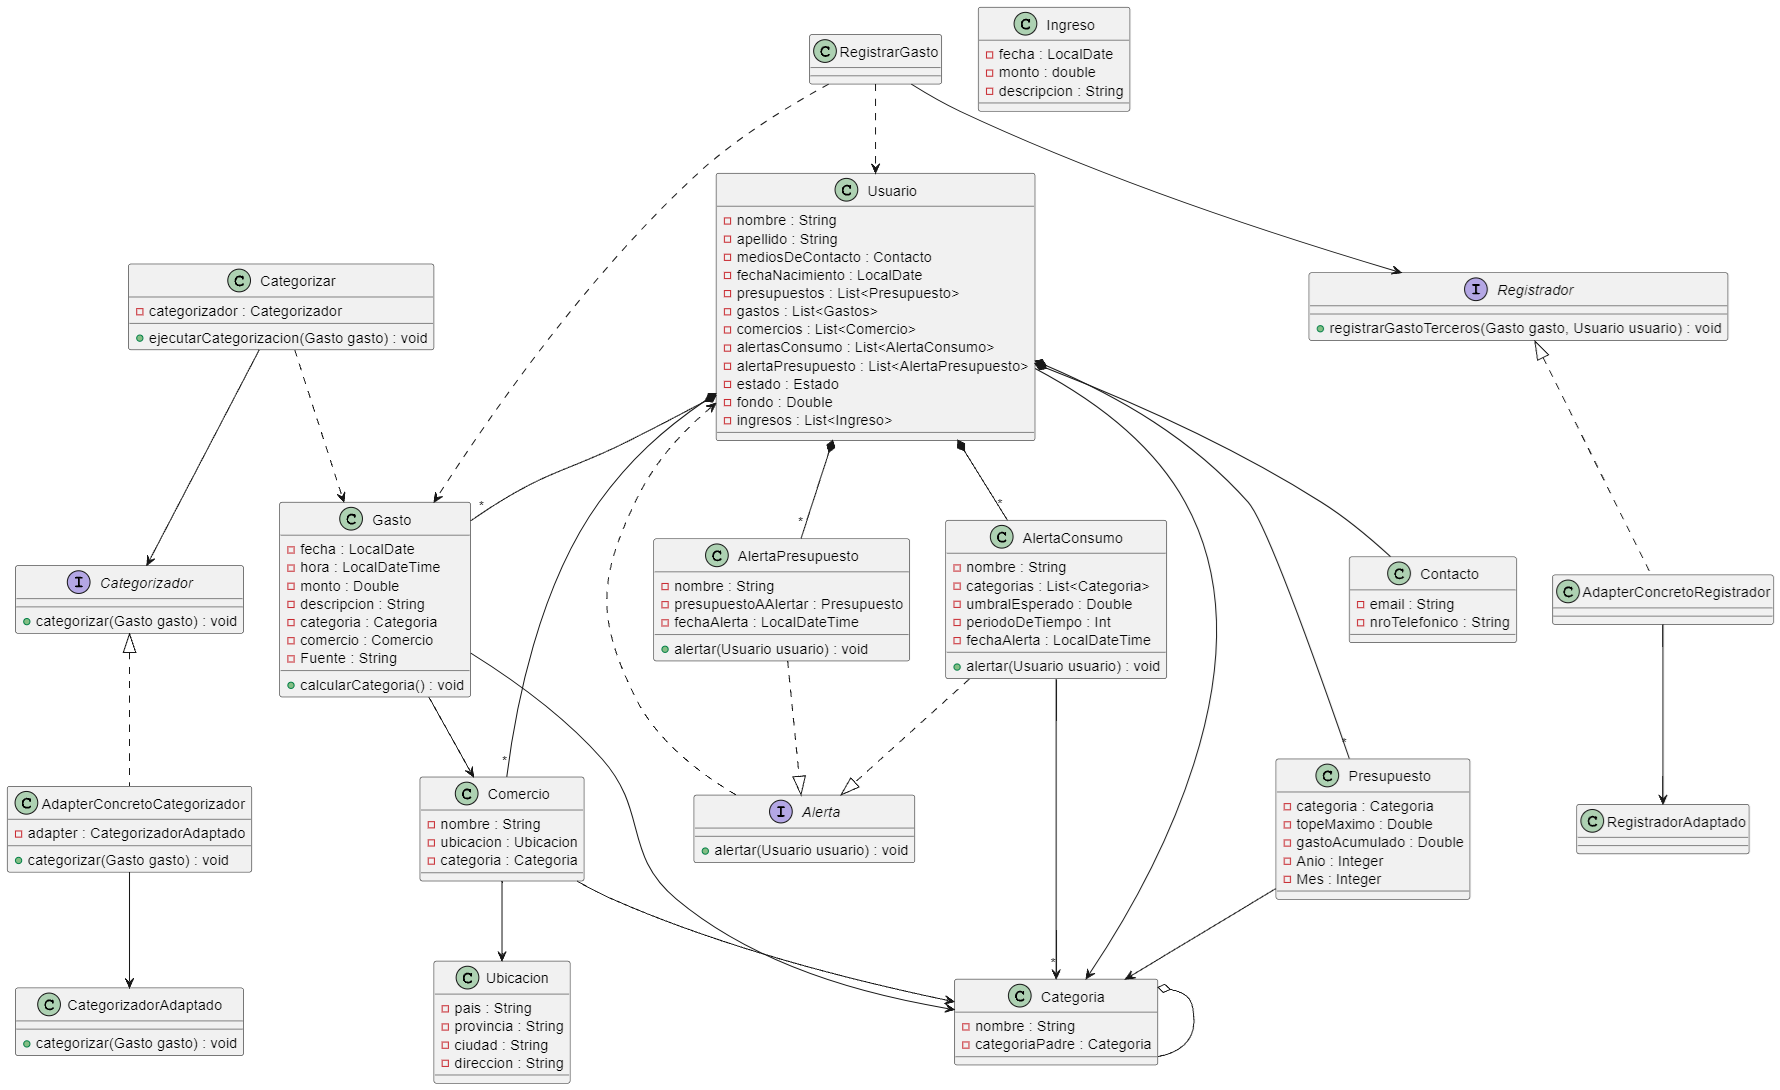 C Ingreso
fecha : LocalDate
monto : double
descripcion : String
C RegistrarGasto
C Usuario
nombre : String
apellido : String
mediosDeContacto : Contacto
fechaNacimiento : LocalDate
presupuestos : List<Presupuesto>
gastos : List<Gastos>
comercios : List<Comercio>
alertasConsumo : List<AlertaConsumo>
alertaPresupuesto : List<AlertaPresupuesto>
estado : Estado
fondo : Double
ingresos : List<Ingreso>
C Categorizar
categorizador : Categorizador
ejecutarCategorizacion(Gasto gasto) : void
I Registrador
registrarGastoTerceros(Gasto gasto, Usuario usuario) : void
*
*
*
C Gasto
fecha : LocalDate
hora : LocalDateTime
monto : Double
descripcion : String
categoria : Categoria
comercio : Comercio
Fuente : String
calcularCategoria() : void
C AlertaPresupuesto
nombre : String
presupuestoAAlertar : Presupuesto
fechaAlerta : LocalDateTime
alertar(Usuario usuario) : void
C AlertaConsumo
nombre : String
categorias : List<Categoria>
umbralEsperado : Double
periodoDeTiempo : Int
fechaAlerta : LocalDateTime
alertar(Usuario usuario) : void
C Contacto
email : String
nroTelefonico : String
I Categorizador
categorizar(Gasto gasto) : void
C AdapterConcretoRegistrador
*
*
C AdapterConcretoCategorizador
adapter : CategorizadorAdaptado
categorizar(Gasto gasto) : void
C Comercio
nombre : String
ubicacion : Ubicacion
categoria : Categoria
I Alerta
alertar(Usuario usuario) : void
C Presupuesto
categoria : Categoria
topeMaximo : Double
gastoAcumulado : Double
Anio : Integer
Mes : Integer
C RegistradorAdaptado
*
C CategorizadorAdaptado
categorizar(Gasto gasto) : void
C Ubicacion
pais : String
provincia : String
ciudad : String
direccion : String
C Categoria
nombre : String
categoriaPadre : Categoria